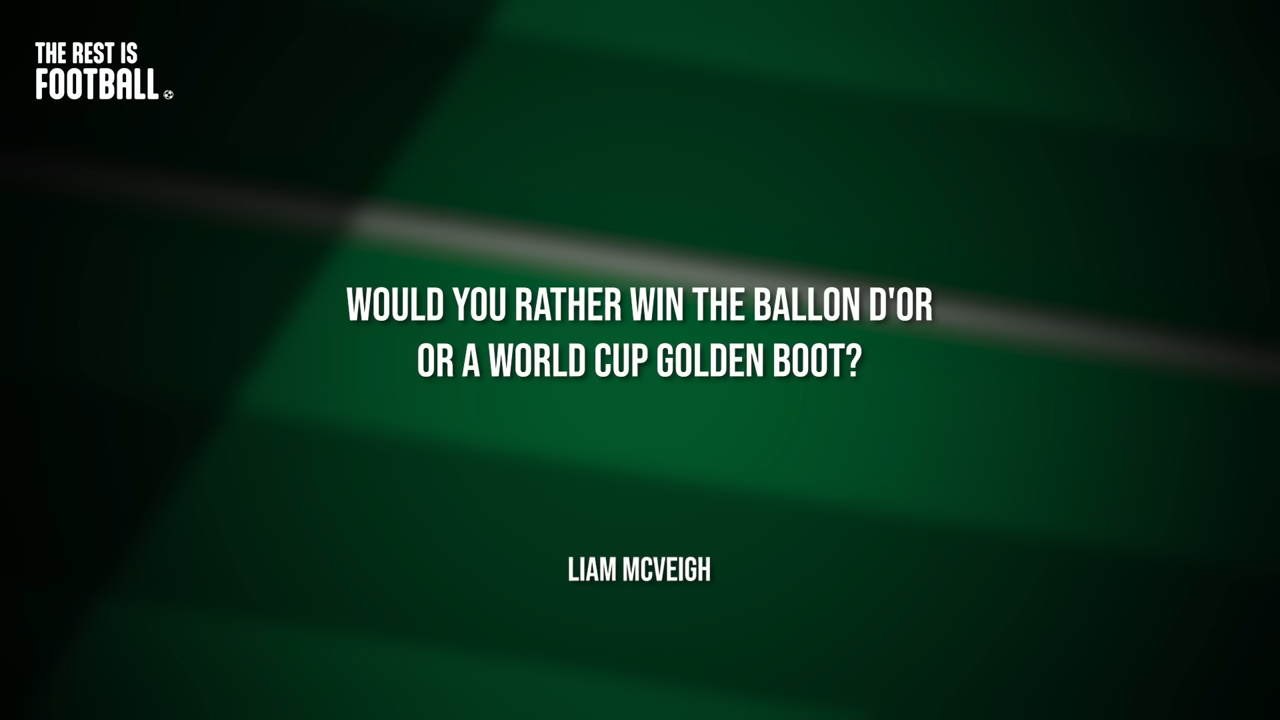 THE REST IS
FOOTBALL
WOULD YOU RATHER WIN THE BALLON D'OR
OR A WORLD CUP GOLDEN BOOT?
LIAM MCVEIGH